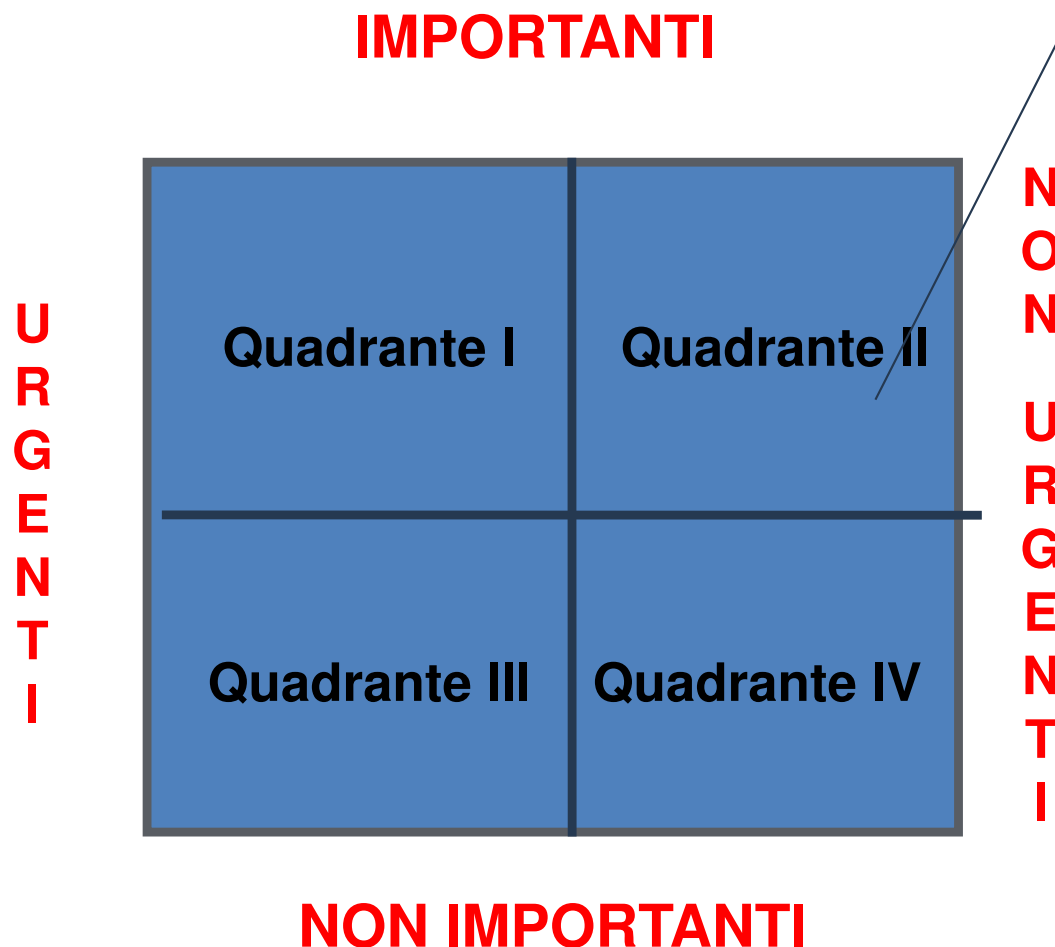 IMPORTANTI
URGENTI
Quadrante I
Quadrante II
NON URGENTI
Quadrante III
Quadrante IV
NON IMPORTANTI